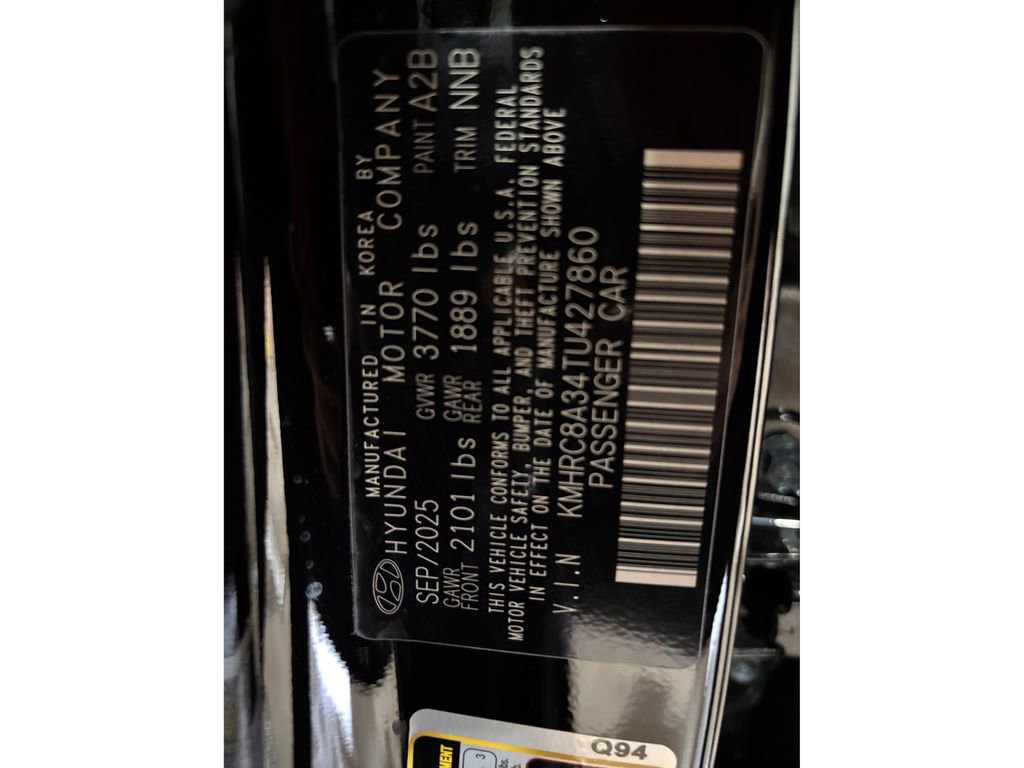 MANUFACTURED IN KOREA BY
HYUNDAI MOTOR COMPANY
SEP/2025 GVWR 3770 lbs PAINT A2B
GAWR FRONT 2101 lbs GAWR REAR 1889 lbs TRIM NNB
THIS VEHICLE CONFORMS TO ALL APPLICABLE U.S.A. FEDERAL
MOTOR VEHICLE SAFETY, BUMPER, AND THEFT PREVENTION STANDARDS
IN EFFECT ON THE DATE OF MANUFACTURE SHOWN ABOVE
V.I.N KMHRC8A34TU427860
PASSENGER CAR
Q94
3